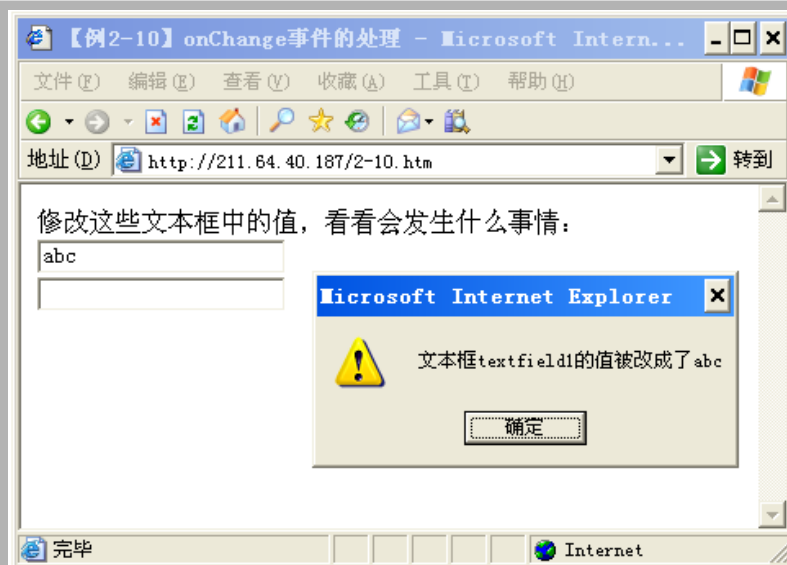 【例2-10】onChange事件的处理 - Microsoft Intern...
文件(F) 编辑(E) 查看(V) 收藏(A) 工具(T) 帮助(H)
地址(D) http://211.64.40.187/2-10.htm 转到
修改这些文本框中的值，看看会发生什么事情：
abc
Microsoft Internet Explorer
文本框textfield1的值被改成了abc
确定
完毕 Internet